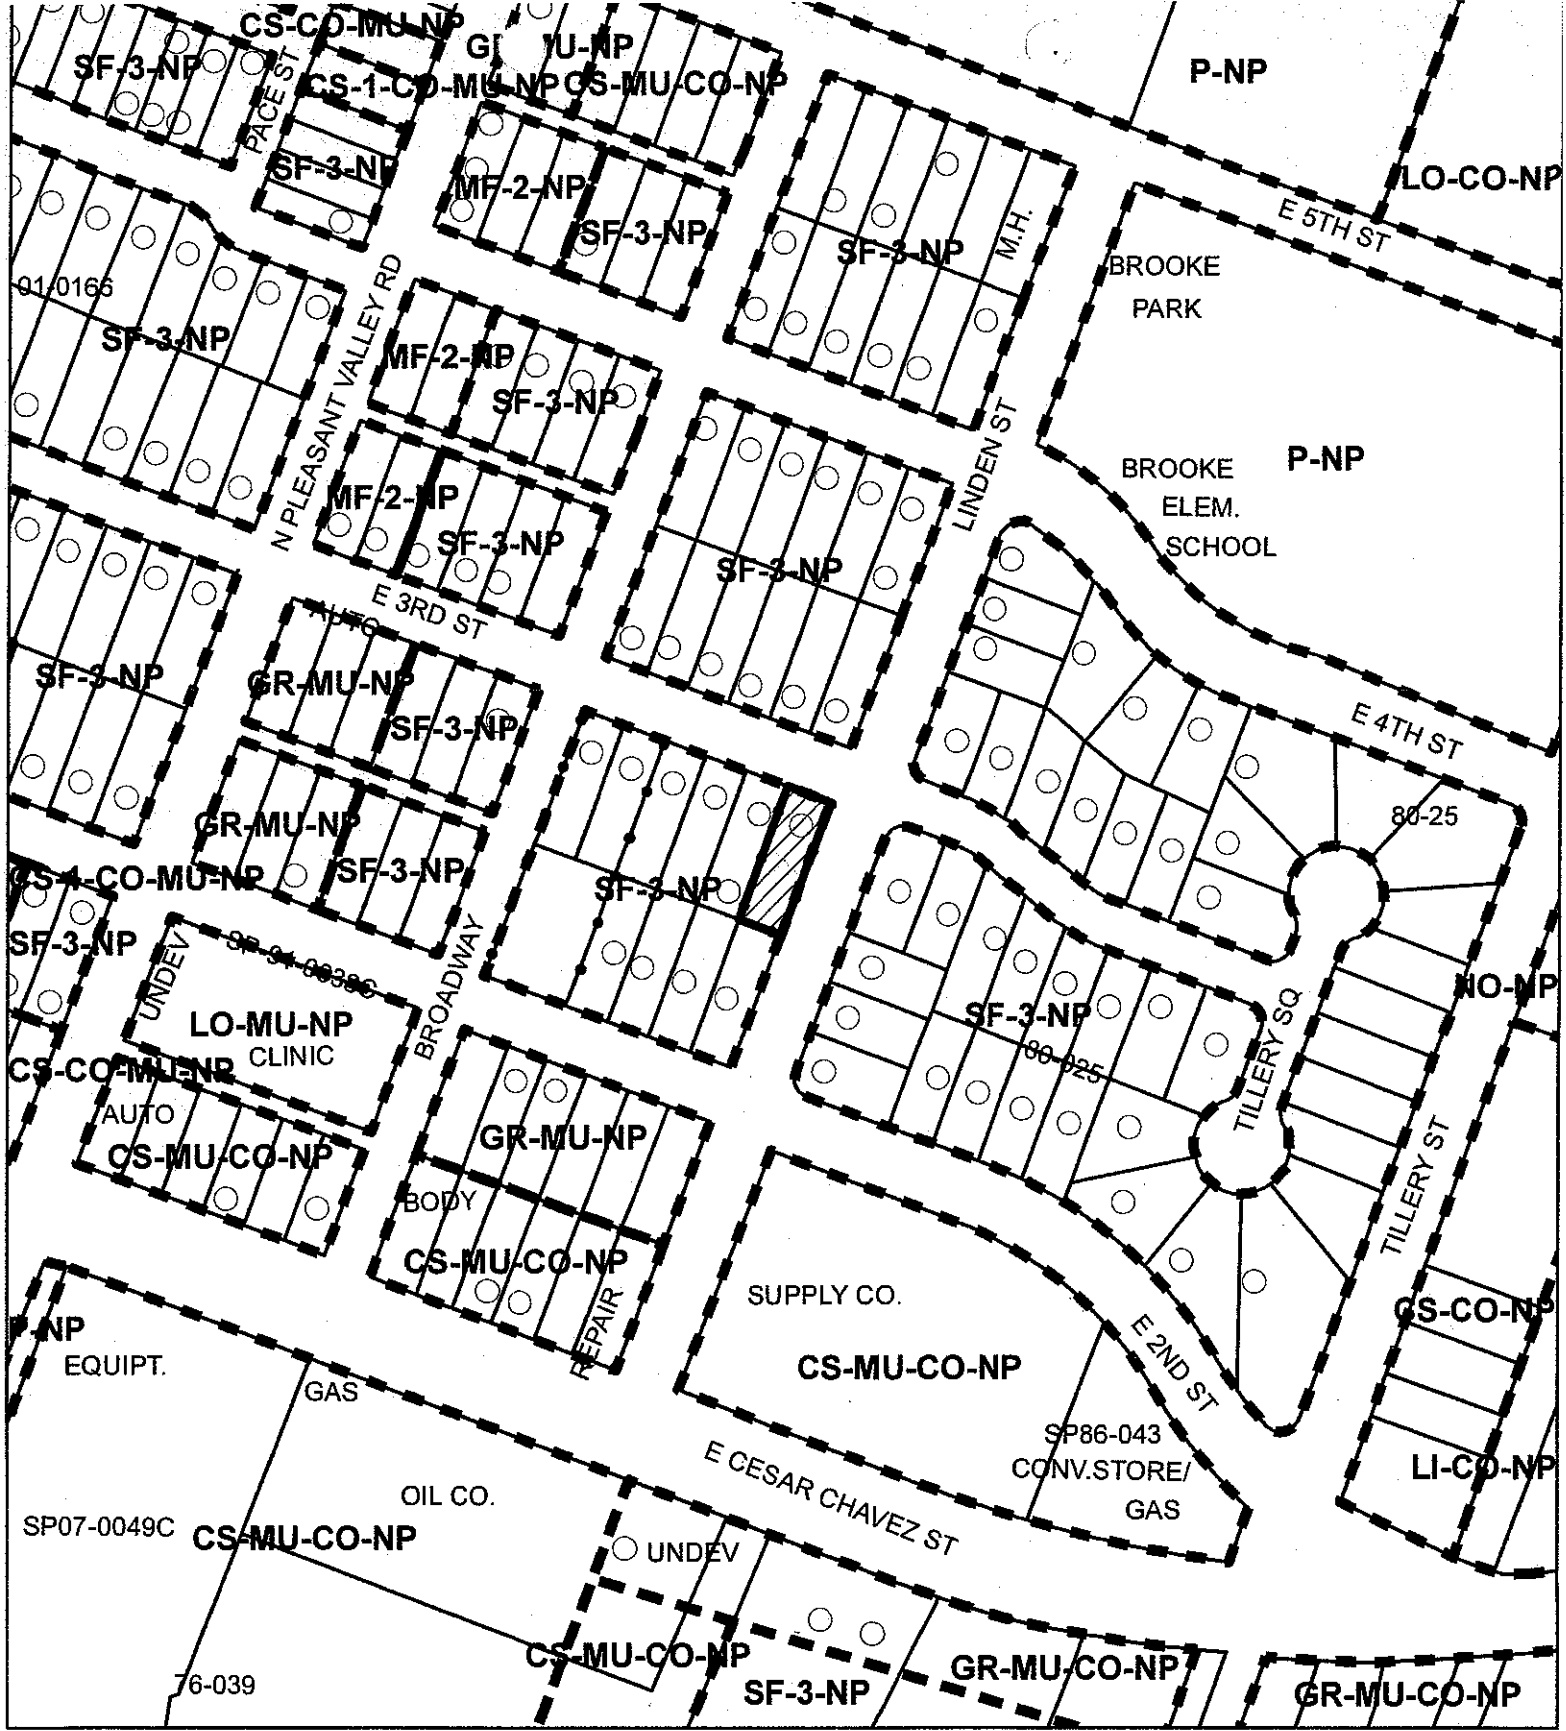 CS-CO-MU-NP
U-NP
SF-3-NP
PACE ST
CS-1-CO-MU-NP
CS-MU-CO-NP
P-NP
SF-3-NP
MF-2-NP
LO-CO-NP
SF-3-NP
SF-3-NP
M.H.
E 5TH ST
BROOKE
PARK
01-0166
SF-3-NP
N PLEASANT VALLEY RD
MF-2-NP
SF-3-NP
LINDEN ST
P-NP
BROOKE
ELEM.
SCHOOL
MF-2-NP
SF-3-NP
SF-3-NP
E 3RD ST
AUTO
SF-3-NP
GR-MU-NP
SF-3-NP
E 4TH ST
80-25
GR-MU-NP
SF-3-NP
SF-3-NP
CS-1-CO-MU-NP
SF-3-NP
UNDEV
SP-94-0038C
BROADWAY
LO-MU-NP
CLINIC
NO-NP
SF-3-NP
80-025
TILLERY SQ
CS-CO-MU-NP
AUTO
CS-MU-CO-NP
GR-MU-NP
TILLERY ST
BODY
CS-MU-CO-NP
REPAIR
SUPPLY CO.
CS-MU-CO-NP
E 2ND ST
CS-CO-NP
P-NP
EQUIPT.
GAS
SP86-043
CONV.STORE/
GAS
LI-CO-NP
E CESAR CHAVEZ ST
OIL CO.
SP07-0049C
CS-MU-CO-NP
UNDEV
CS-MU-CO-NP
SF-3-NP
GR-MU-CO-NP
GR-MU-CO-NP
76-039